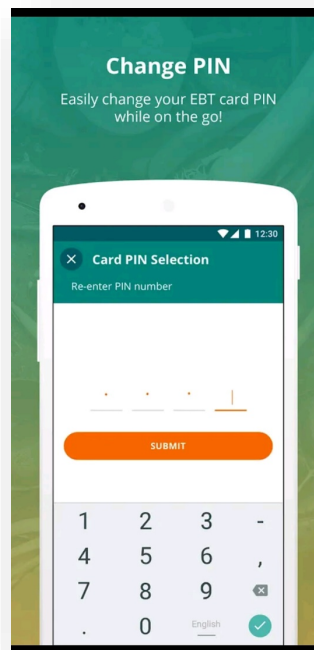 Change PIN
Easily change your EBT card PIN
while on the go!
12:30
Card PIN Selection
Re-enter PIN number
SUBMIT
1 2 3 -
4 5 6 ,
7 8 9
. 0 English